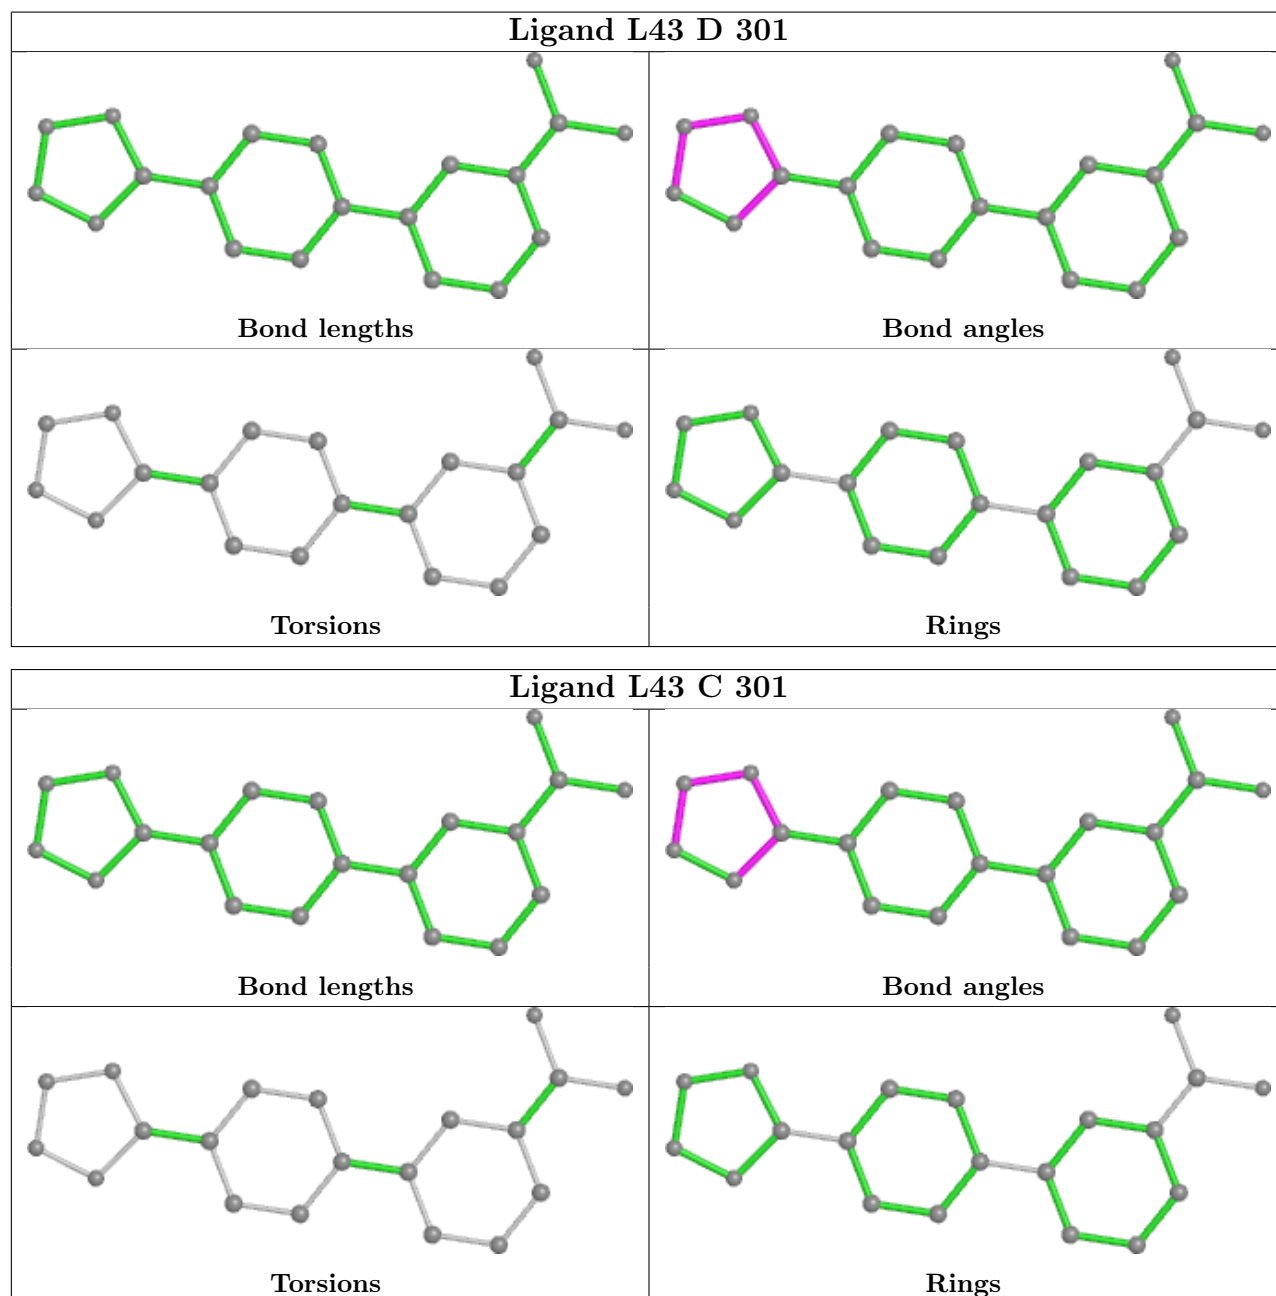 Ligand L43 D 301
Bond lengths
Bond angles
Torsions
Rings
Ligand L43 C 301
Bond lengths
Bond angles
Torsions
Rings